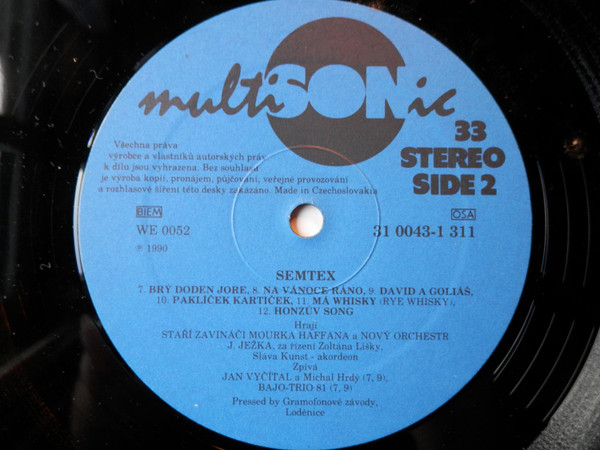 multiSONic
33
STEREO
SIDE 2
Všechna práva
výrobce a vlastníků autorských práv
k dílu jsou vyhrazena. Bez souhlasu
je výroba kopií, pronájem, půjčování, veřejné provozování
a rozhlasové šíření této desky zakázáno. Made in Czechoslovakia
BIEM
OSA
WE 0052
31 0043-1 311
℗ 1990
SEMTEX
7. BRÝ DODEN JORE, 8. NA VÁNOCE RÁNO, 9. DAVID A GOLIÁŠ,
10. PAKLÍČEK KARTIČEK, 11. MÁ WHISKY (RYE WHISKY),
12. HONZŮV SONG
Hrají
STAŘÍ ZAVINÁČI MOURKA HAFFANA a NOVÝ ORCHESTR
J. JEŽKA, za řízení Zoltana Lišky,
Sláva Kunst - akordeon
Zpívá
JAN VYČÍTAL a Michal Hrdý (7, 9),
BAJO-TRIO 81 (7, 9)
Pressed by Gramofonové závody,
Loděnice